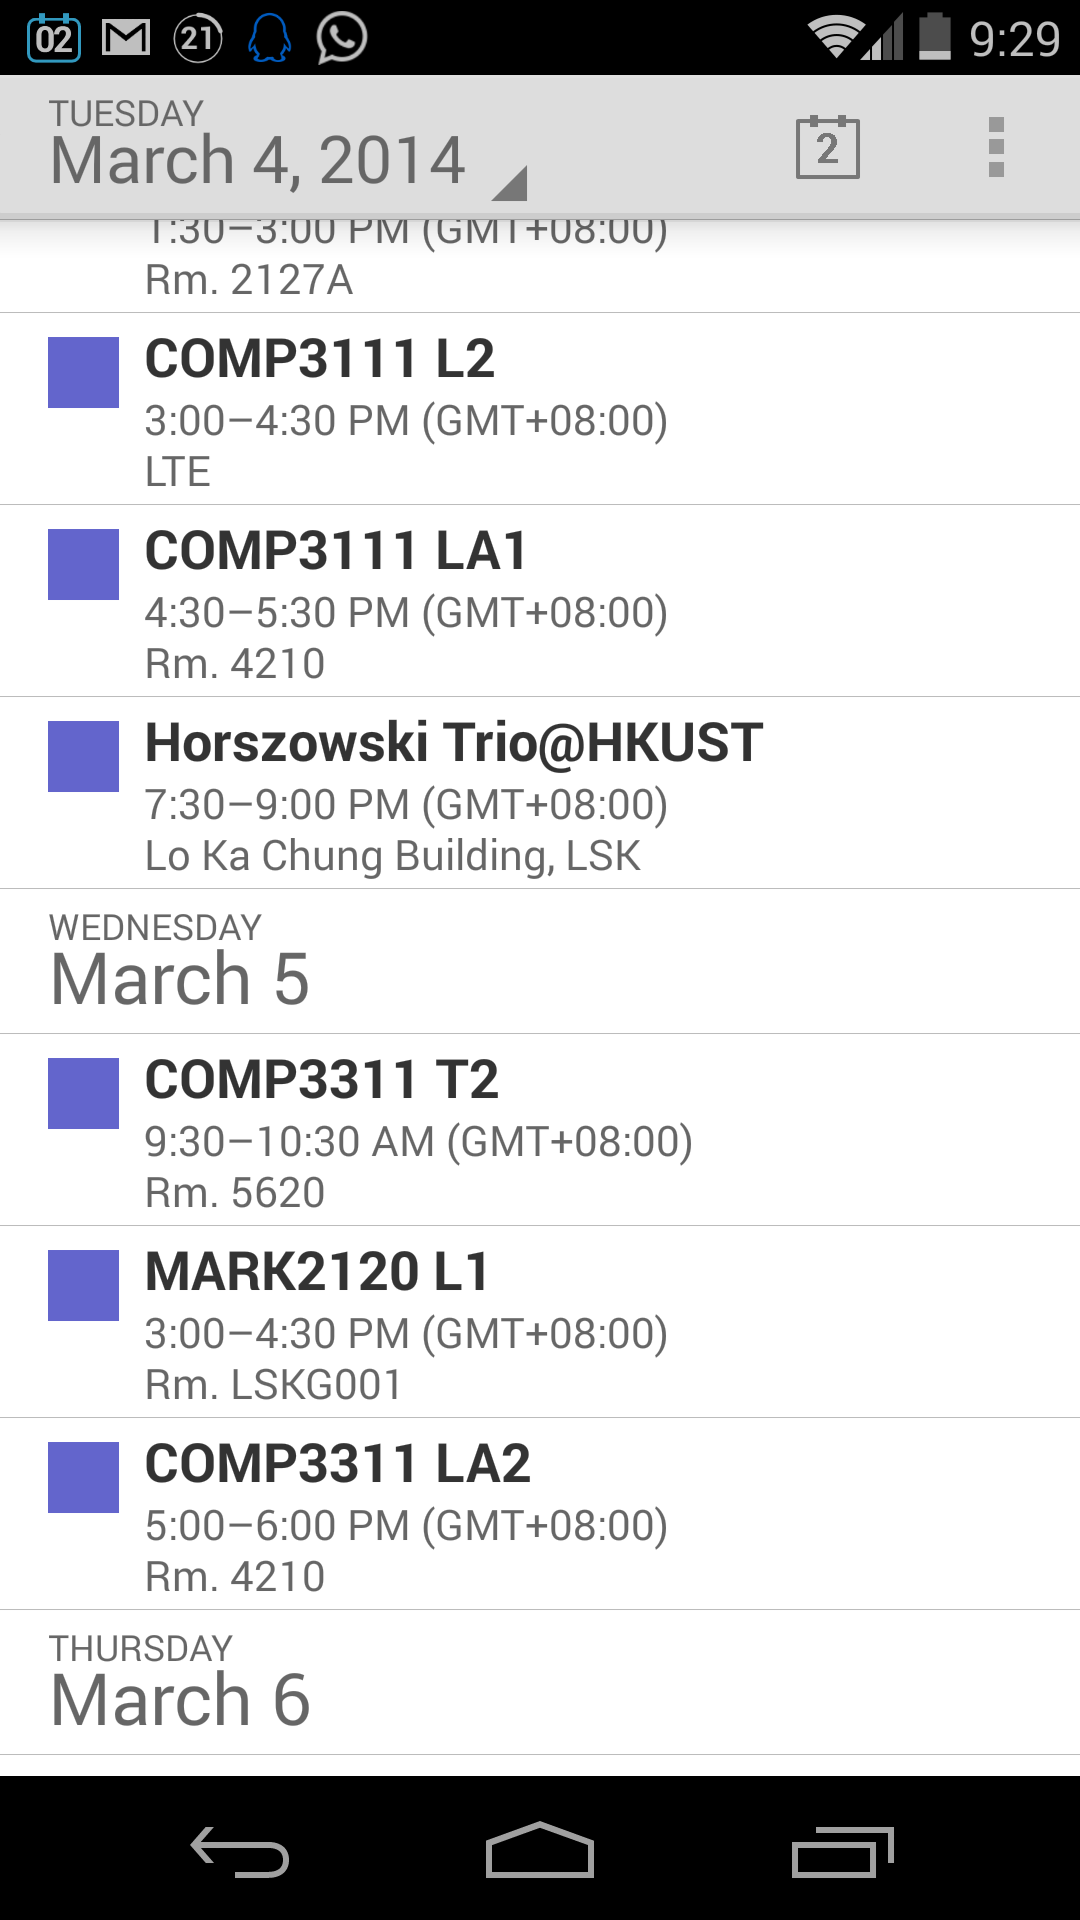 02
21
9:29
TUESDAY
March 4, 2014
2
1:30–3:00 PM (GMT+08:00)
Rm. 2127A
COMP3111 L2
3:00–4:30 PM (GMT+08:00)
LTE
COMP3111 LA1
4:30–5:30 PM (GMT+08:00)
Rm. 4210
Horszowski Trio@HKUST
7:30–9:00 PM (GMT+08:00)
Lo Ka Chung Building, LSK
WEDNESDAY
March 5
COMP3311 T2
9:30–10:30 AM (GMT+08:00)
Rm. 5620
MARK2120 L1
3:00–4:30 PM (GMT+08:00)
Rm. LSKG001
COMP3311 LA2
5:00–6:00 PM (GMT+08:00)
Rm. 4210
THURSDAY
March 6